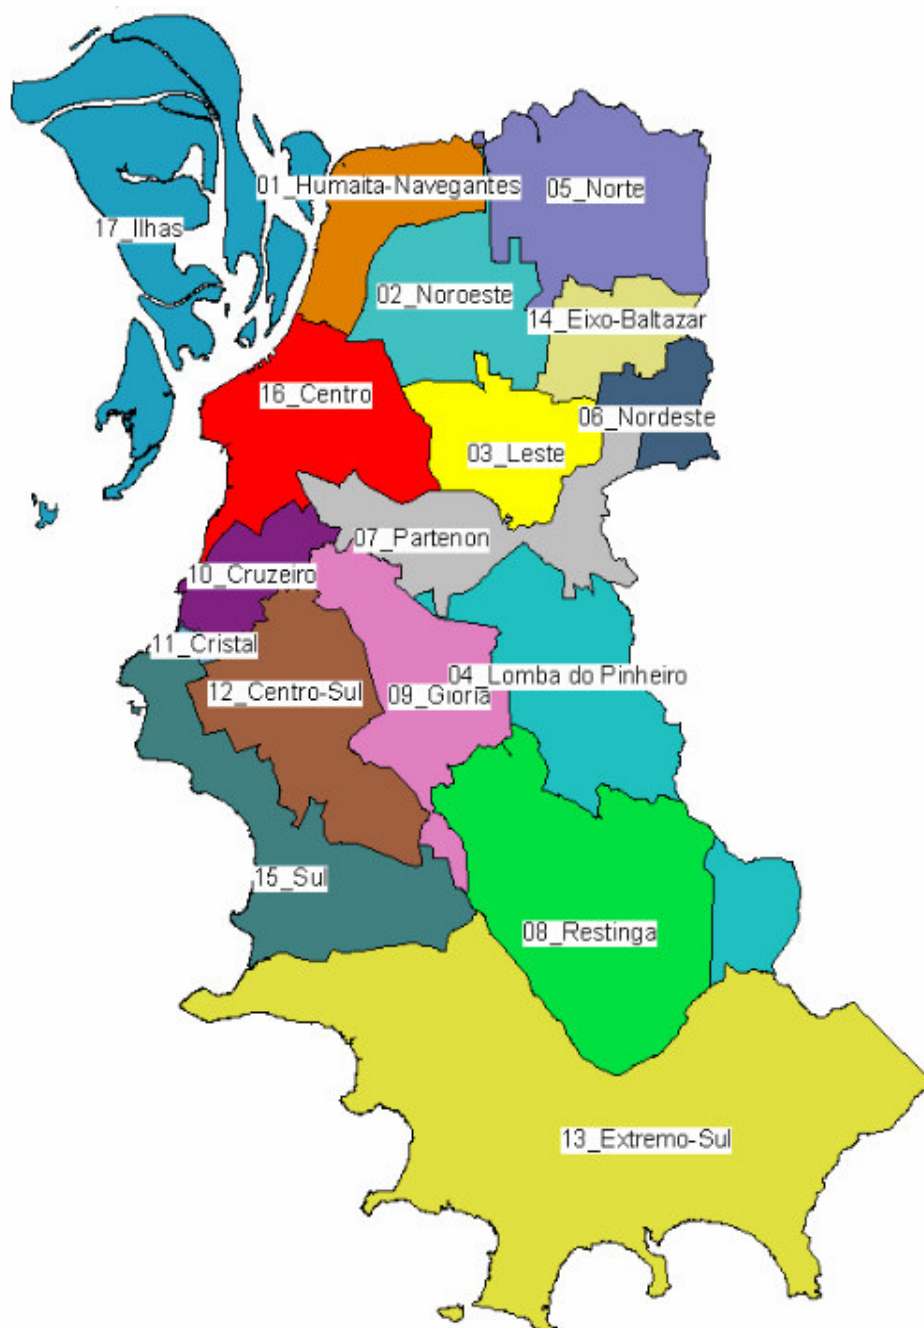 01_Humaita-Navegantes
05_Norte
17_Ilhas
02_Noroeste
14_Eixo-Baltazar
16_Centro
06_Nordeste
03_Leste
07_Partenon
10_Cruzeiro
11_Cristal
04_Lomba do Pinheiro
12_Centro-Sul
09_Gloria
15_Sul
08_Restinga
13_Extremo-Sul